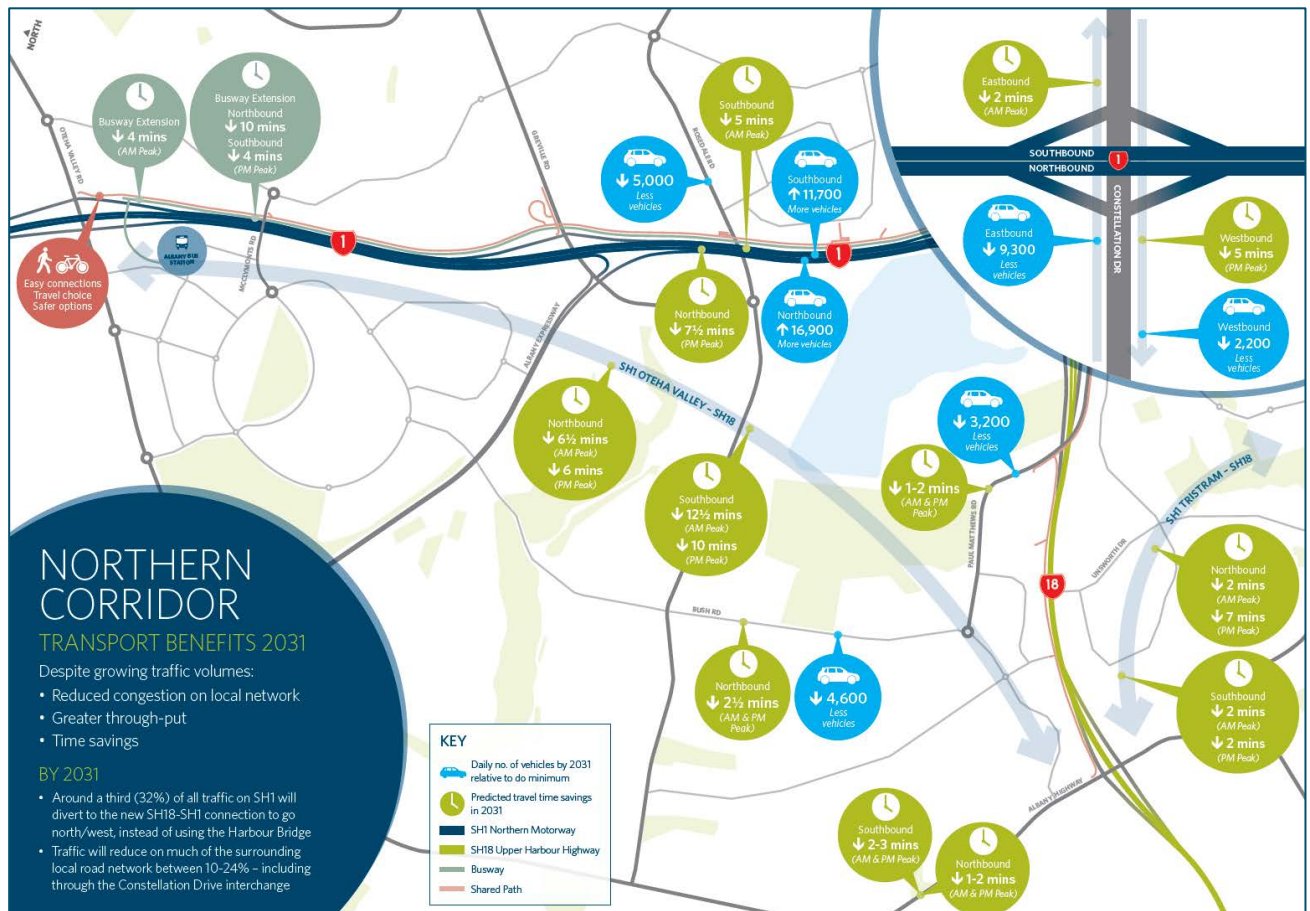 NORTH
OTEHA VALLEY RD
Busway Extension
↓ 4 mins
(AM Peak)
Busway Extension
Northbound
↓ 10 mins
Southbound
↓ 4 mins
(PM Peak)
Easy connections
Travel choice
Safer options
ALBANY BUS
STATION
MCCLYMONTS RD
1
GREVILLE RD
ALBANY EXPRESSWAY
ROSEDALE RD
↓ 5,000
Less
vehicles
Southbound
↓ 5 mins
(AM Peak)
Southbound
↑ 11,700
More vehicles
1
Northbound
↓ 7½ mins
(PM Peak)
Northbound
↑ 16,900
More vehicles
Eastbound
↓ 2 mins
(AM Peak)
SOUTHBOUND
NORTHBOUND
1
CONSTELLATION DR
Eastbound
↓ 9,300
Less
vehicles
Westbound
↓ 5 mins
(PM Peak)
Westbound
↓ 2,200
Less
vehicles
SH1 OTEHA VALLEY – SH18
Northbound
↓ 6½ mins
(AM Peak)
↓ 6 mins
(PM Peak)
Southbound
↓ 12½ mins
(AM Peak)
↓ 10 mins
(PM Peak)
↓ 3,200
Less
vehicles
↓ 1-2 mins
(AM & PM
Peak)
PAUL MATTHEWS RD
SH1 TRISTRAM – SH18
UNSWORTH DR
18
Northbound
↓ 2 mins
(AM Peak)
↓ 7 mins
(PM Peak)
Southbound
↓ 2 mins
(AM Peak)
↓ 2 mins
(PM Peak)
BUSH RD
Northbound
↓ 2½ mins
(AM & PM
Peak)
↓ 4,600
Less
vehicles
ALBANY HIGHWAY
Southbound
↓ 2-3 mins
(AM & PM Peak)
Northbound
↓ 1-2 mins
(AM & PM Peak)
NORTHERN
CORRIDOR
TRANSPORT BENEFITS 2031
Despite growing traffic volumes:
• Reduced congestion on local network
• Greater through-put
• Time savings
BY 2031
• Around a third (32%) of all traffic on SH1 will
divert to the new SH18-SH1 connection to go
north/west, instead of using the Harbour Bridge
• Traffic will reduce on much of the surrounding
local road network between 10-24% – including
through the Constellation Drive interchange
KEY
Daily no. of vehicles by 2031
relative to do minimum
Predicted travel time savings
in 2031
SH1 Northern Motorway
SH18 Upper Harbour Highway
Busway
Shared Path